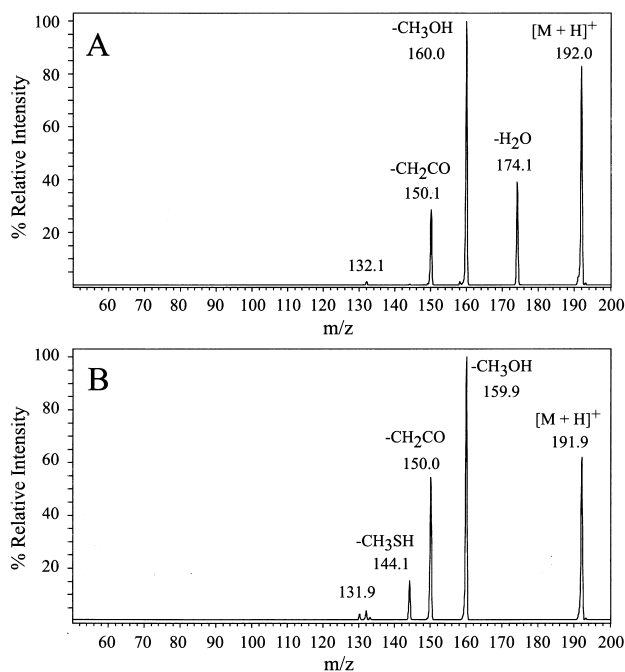 A
-CH3OH
160.0
[M + H]+
192.0
-H2O
174.1
-CH2CO
150.1
132.1
% Relative Intensity
100
80
60
40
20
60 70 80 90 100 110 120 130 140 150 160 170 180 190 200
m/z
B
-CH3OH
159.9
[M + H]+
191.9
-CH2CO
150.0
-CH3SH
144.1
131.9
% Relative Intensity
100
80
60
40
20
60 70 80 90 100 110 120 130 140 150 160 170 180 190 200
m/z